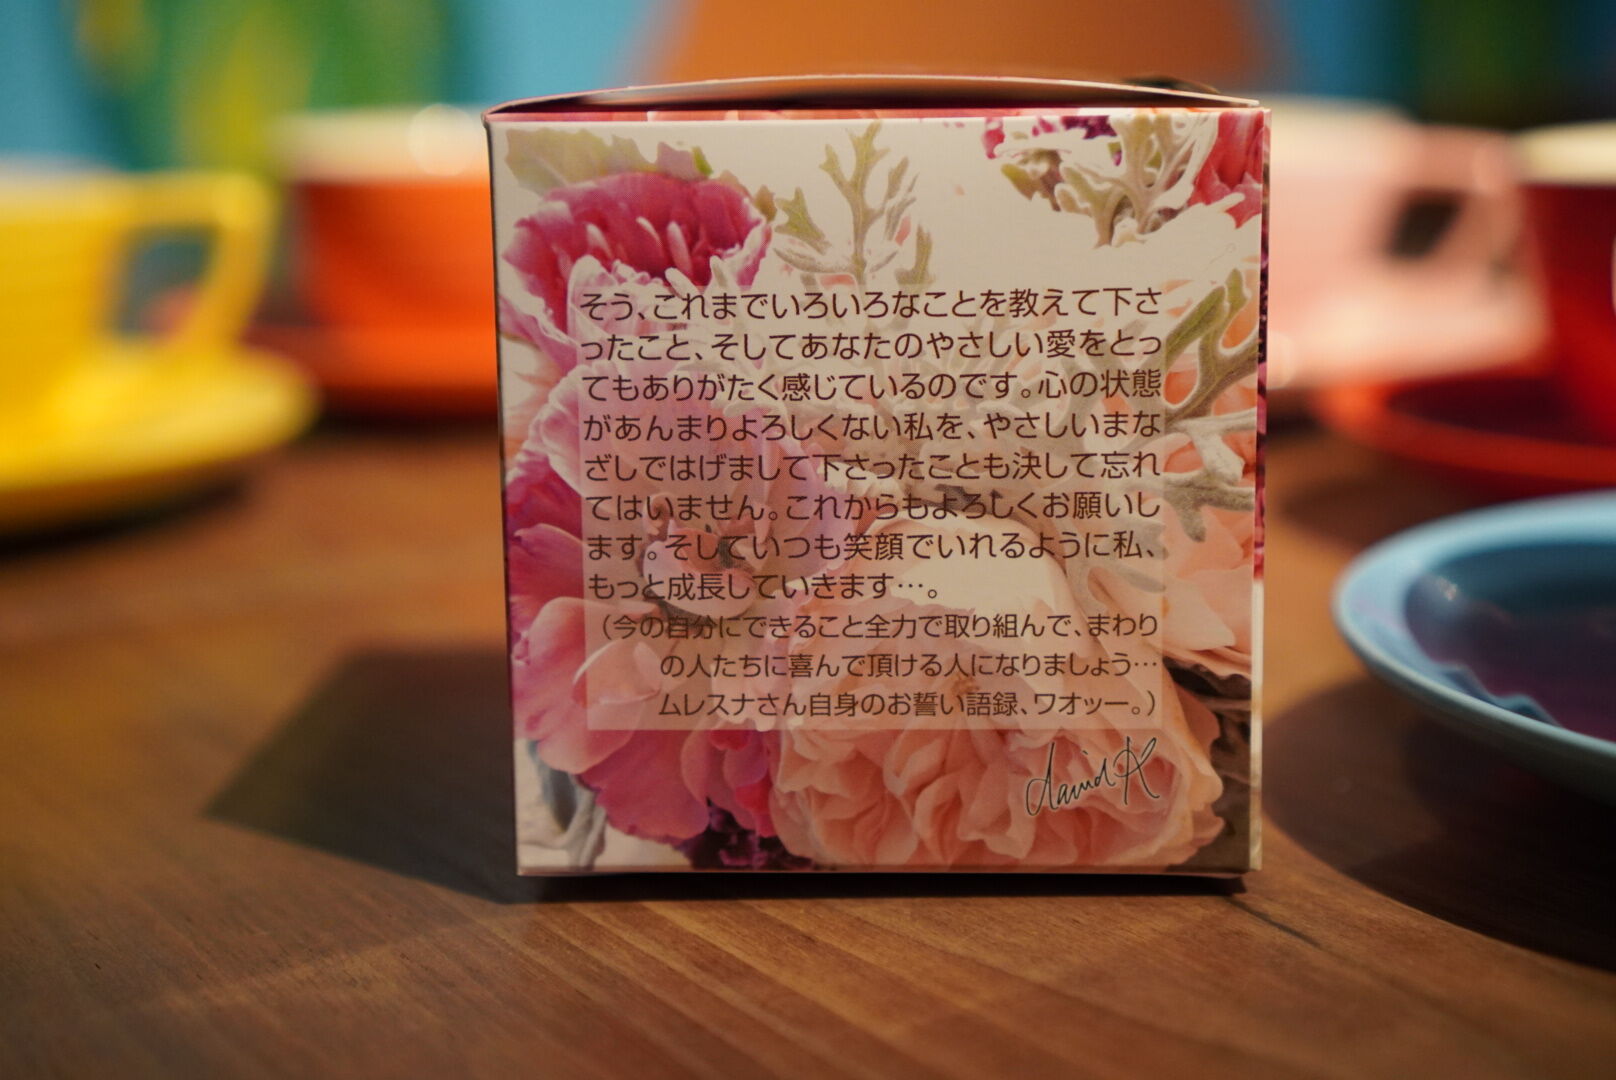 そう、これまでいろいろなことを教えて下さ
ったこと、そしてあなたのやさしい愛をとっ
てもありがたく感じているのです。心の状態
があんまりよろしくない私を、やさしいまな
ざしではげまして下さったことも決して忘れ
てはいません。これからもよろしくお願いし
ます。そしていつも笑顔でいれるように私、
もっと成長していきます…。
（今の自分にできること全力で取り組んで、まわり
の人たちに喜んで頂ける人になりましょう…
ムレスナさん自身のお誓い語録、ワオッー。）
david K